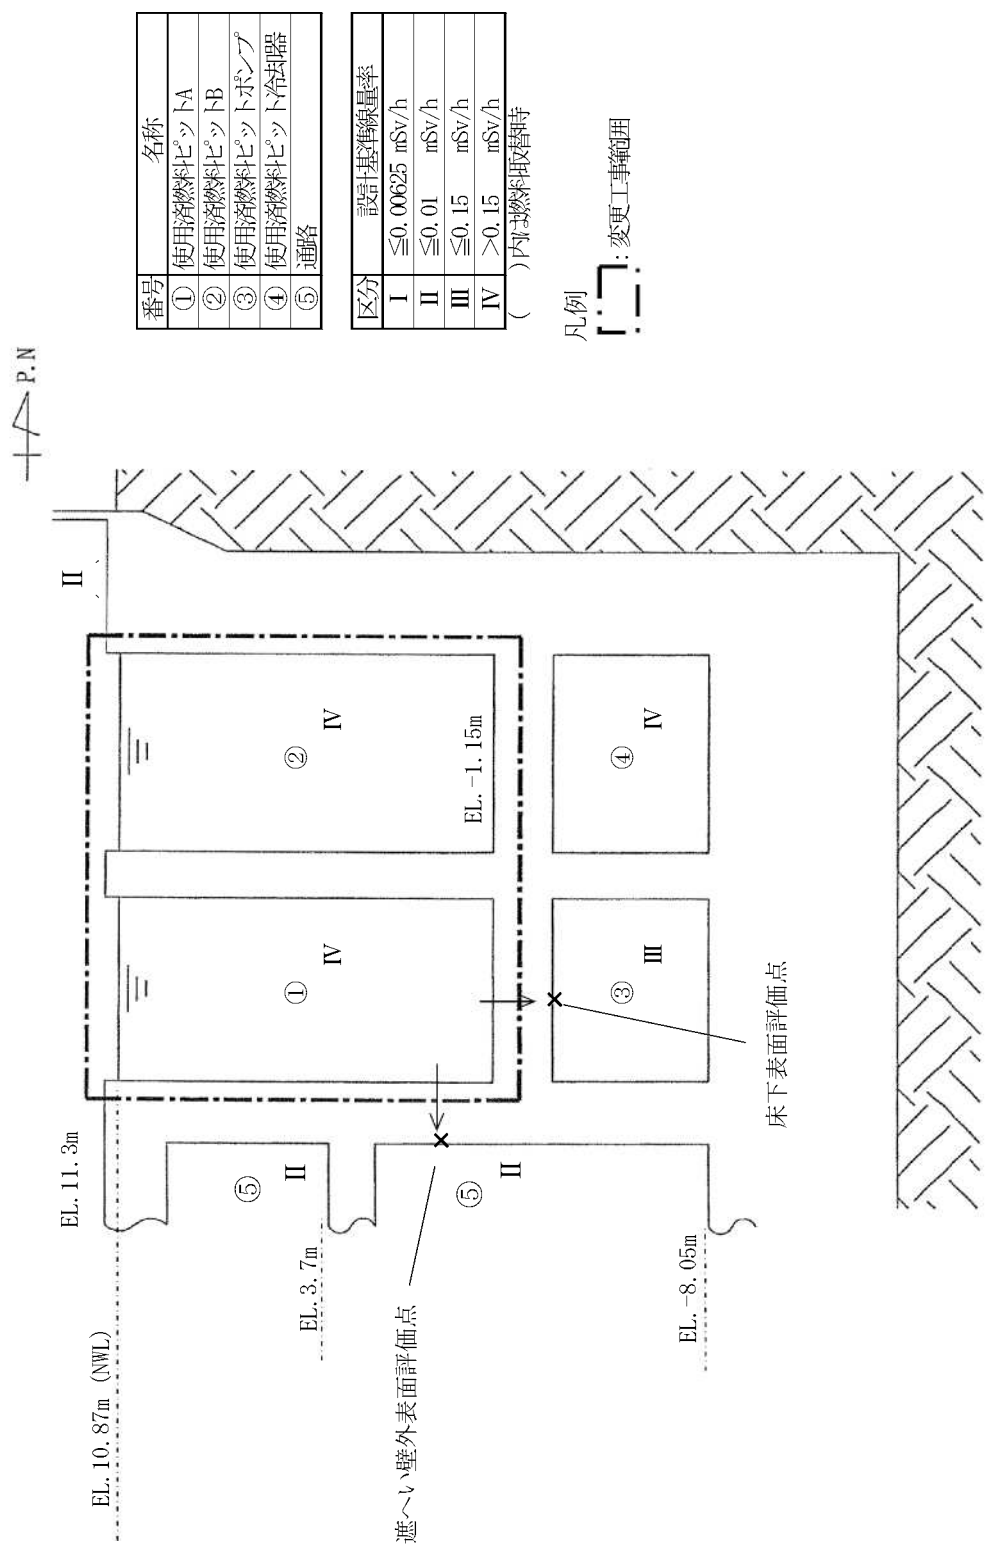 番号 名称
① 使用済燃料ピットA
② 使用済燃料ピットB
③ 使用済燃料ピットポンプ
④ 使用済燃料ピット冷却器
⑤ 通路
区分 設計基準線量率
Ⅰ ≦0.00625 mSv/h
Ⅱ ≦0.01 mSv/h
Ⅲ ≦0.15 mSv/h
Ⅳ >0.15 mSv/h
( )内は燃料取替時
凡例
:変更工事範囲
P.N
EL.10.87m (NWL)
EL.11.3m
Ⅱ
① Ⅳ
② Ⅳ
EL.-1.15m
⑤ Ⅱ
EL.3.7m
⑤ Ⅱ
③ Ⅲ
④ Ⅳ
EL.-8.05m
遮へい壁外表面評価点
床下表面評価点